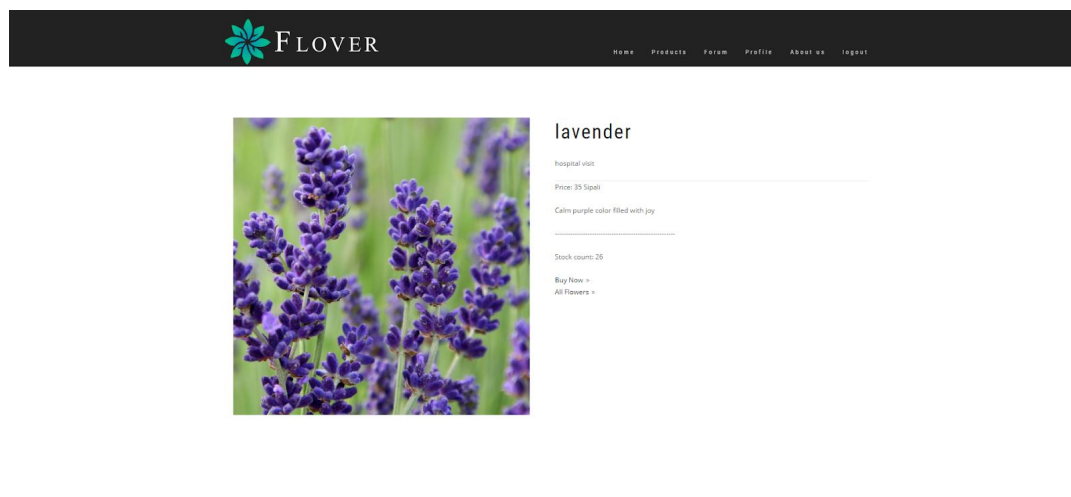 FLOVER
Home Products Forum Profile About us logout
lavender
hospital visit
Price: 35 Sipali
Calm purple color filled with joy
Stock count: 26
Buy Now »
All Flowers »